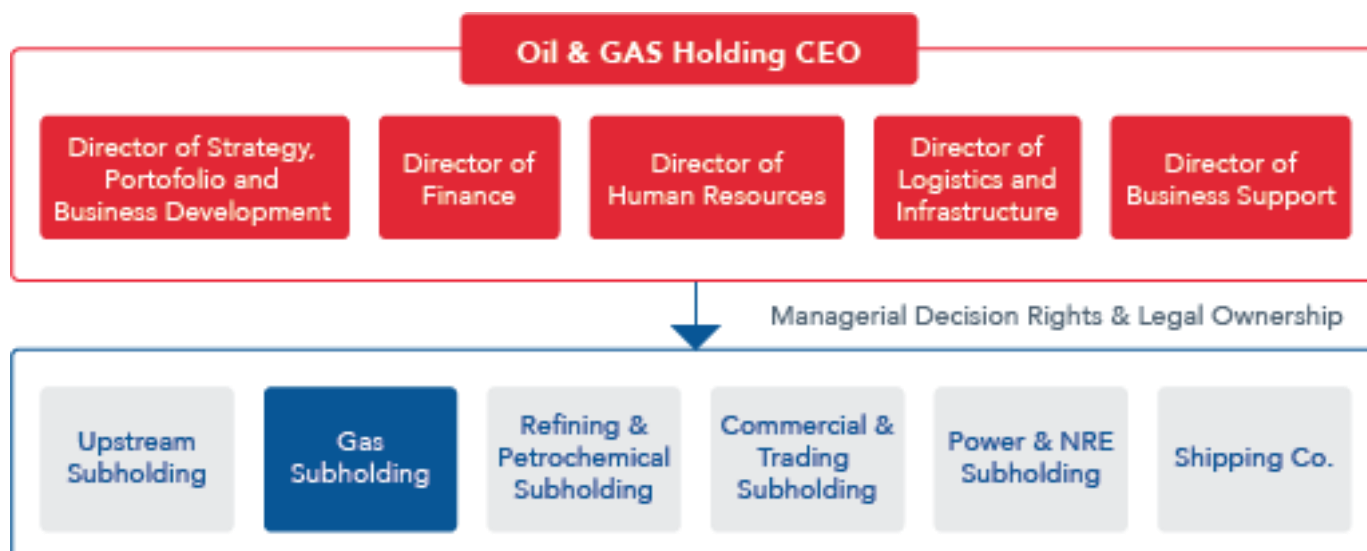 Oil & GAS Holding CEO
Director of Strategy,
Portofolio and
Business Development
Director of
Finance
Director of
Human Resources
Director of
Logistics and
Infrastructure
Director of
Business Support
Managerial Decision Rights & Legal Ownership
Upstream
Subholding
Gas
Subholding
Refining &
Petrochemical
Subholding
Commercial &
Trading
Subholding
Power & NRE
Subholding
Shipping Co.